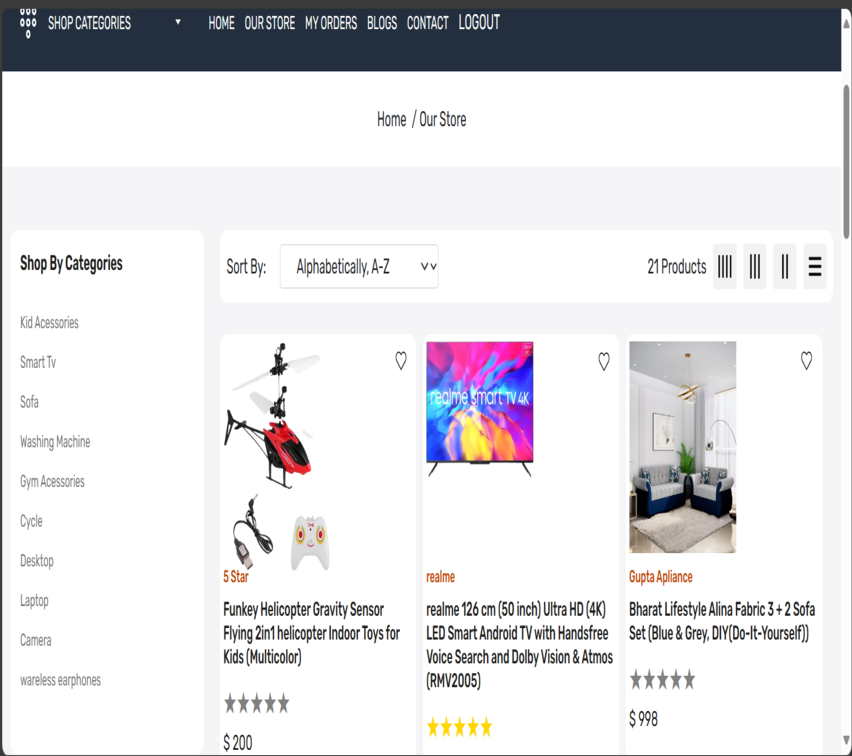 SHOP CATEGORIES
HOME OUR STORE MY ORDERS BLOGS CONTACT LOGOUT
Home / Our Store
Shop By Categories
Kid Acessories
Smart Tv
Sofa
Washing Machine
Gym Acessories
Cycle
Desktop
Laptop
Camera
wareless earphones
Sort By:
Alphabetically, A-Z
21 Products
5 Star
Funkey Helicopter Gravity Sensor
Flying 2in1 helicopter Indoor Toys for
Kids (Multicolor)
$ 200
realme smart TV 4K
realme
realme 126 cm (50 inch) Ultra HD (4K)
LED Smart Android TV with Handsfree
Voice Search and Dolby Vision & Atmos
(RMV2005)
Gupta Apliance
Bharat Lifestyle Alina Fabric 3 + 2 Sofa
Set (Blue & Grey, DIY(Do-It-Yourself))
$ 998